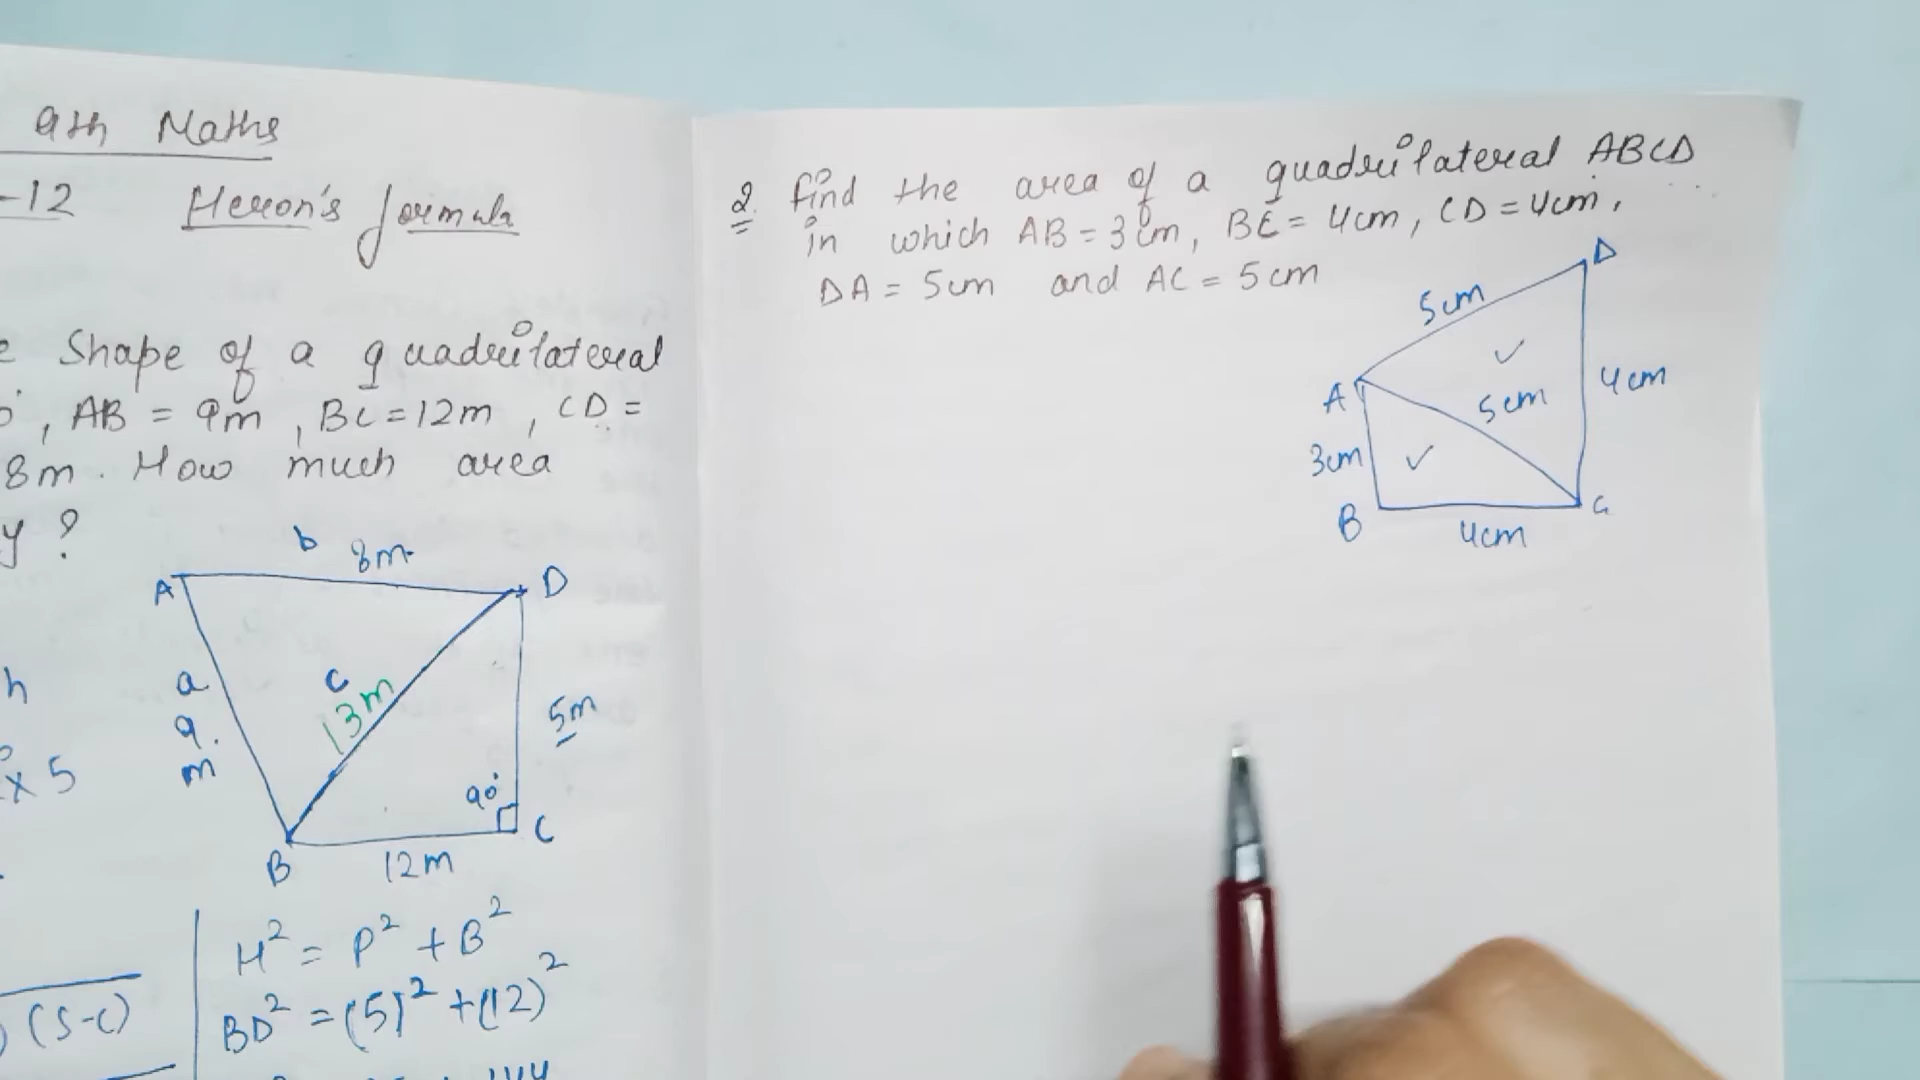 9th Maths
-12 Heron's formula
Shape of a quadrilateral
, AB = 9m , BC = 12m , CD =
8m. How much area
y ?
b 8m
A D
a c 13m
9 5m
m
90°
B 12m C
h
x 5
H² = P² + B²
BD² = (5)² + (12)²
(S-C)
144
2. find the area of a quadrilateral ABCD
in which AB = 3cm, BC = 4cm, CD = 4cm,
DA = 5cm and AC = 5cm
D
5cm
4cm
A 5cm
3cm
B C
4cm